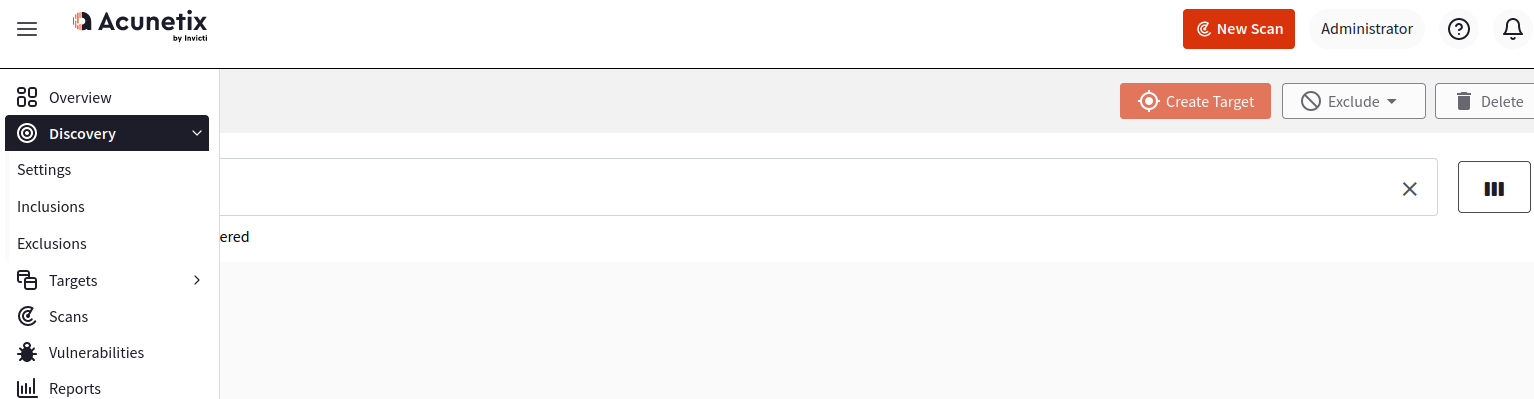 Acunetix
by Invicti
New Scan
Administrator
Overview
Create Target
Exclude
Delete
Discovery
Settings
Inclusions
ered
Exclusions
Targets
Scans
Vulnerabilities
Reports